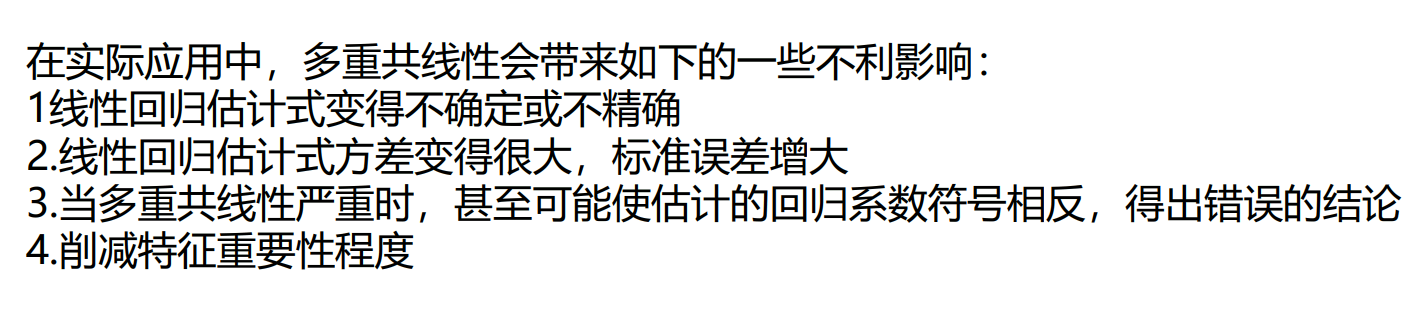 在实际应用中，多重共线性会带来如下的一些不利影响：
1线性回归估计式变得不确定或不精确
2.线性回归估计式方差变得很大，标准误差增大
3.当多重共线性严重时，甚至可能使估计的回归系数符号相反，得出错误的结论
4.削减特征重要性程度